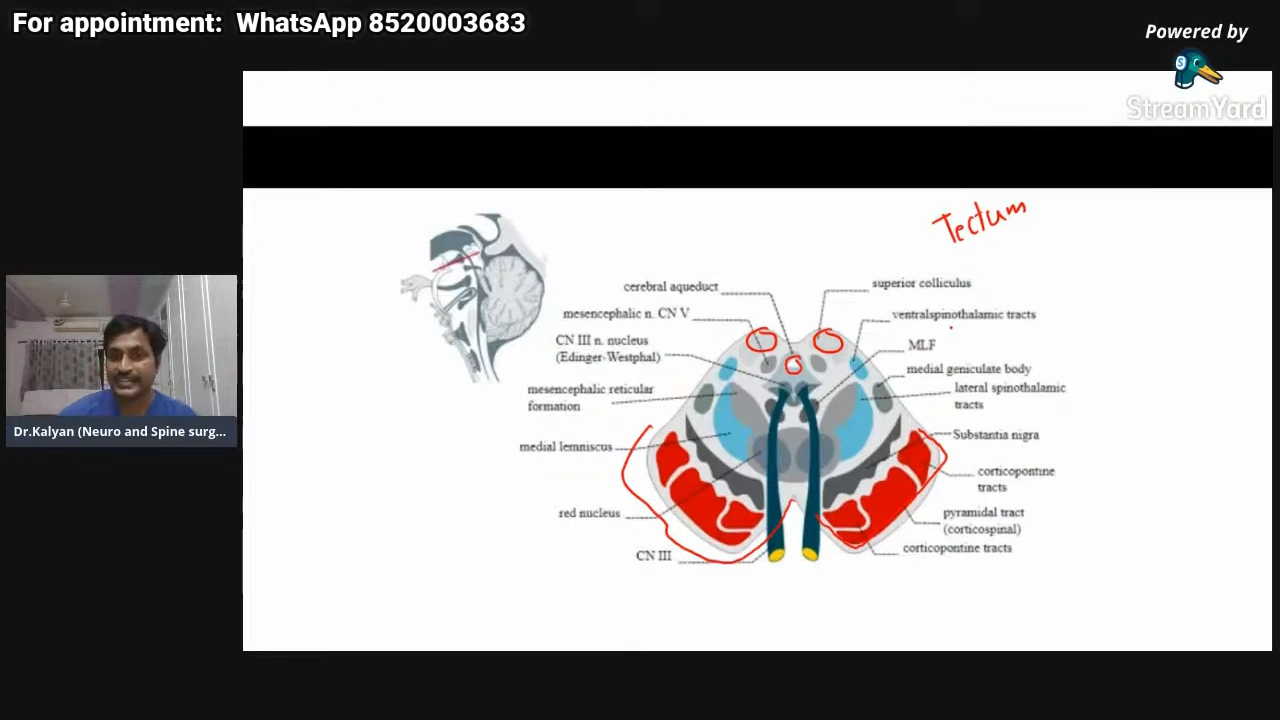 For appointment:  WhatsApp 8520003683
Powered by
StreamYard
Tectum
cerebral aqueduct
superior colliculus
mesencephalic n. CN V
ventralspinothalamic tracts
CN III n. nucleus
(Edinger-Westphal)
MLF
medial geniculate body
mesencephalic reticular
formation
lateral spinothalamic
tracts
medial lemniscus
Substantia nigra
corticopontine
tracts
red nucleus
pyramidal tract
(corticospinal)
CN III
corticopontine tracts
Dr.Kalyan (Neuro and Spine surg...